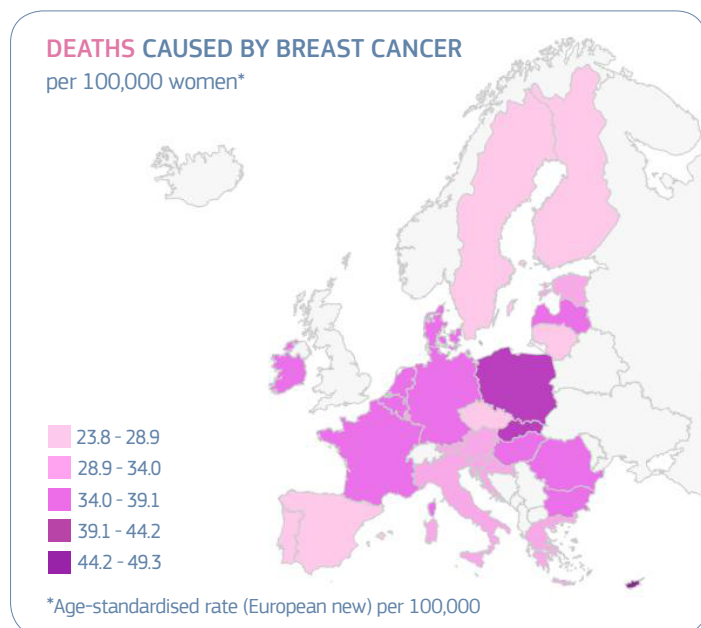 DEATHS CAUSED BY BREAST CANCER
per 100,000 women*
23.8 - 28.9
28.9 - 34.0
34.0 - 39.1
39.1 - 44.2
44.2 - 49.3
*Age-standardised rate (European new) per 100,000